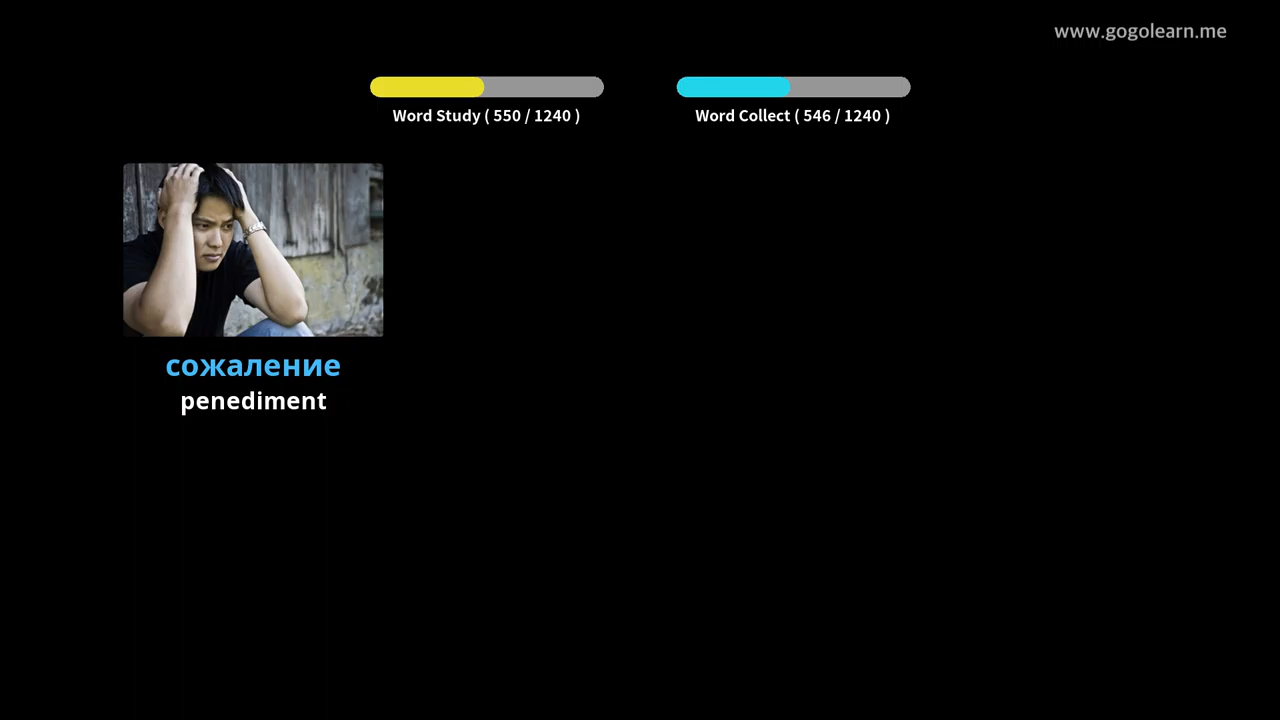 www.gogolearn.me
Word Study ( 550 / 1240 )
Word Collect ( 546 / 1240 )
сожаление
penediment